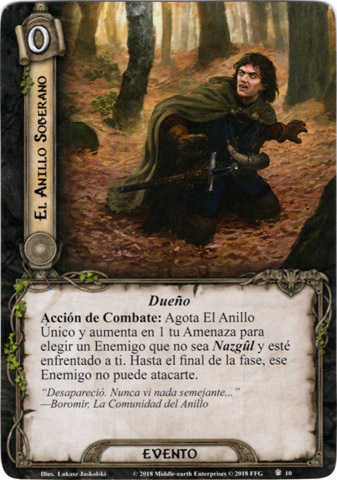 0
El Anillo Soberano
Dueño
Acción de Combate: Agota El Anillo
Único y aumenta en 1 tu Amenaza para
elegir un Enemigo que no sea Nazgûl y esté
enfrentado a ti. Hasta el final de la fase, ese
Enemigo no puede atacarte.
“Desapareció. Nunca vi nada semejante...”
—Boromir, La Comunidad del Anillo
EVENTO
Illus. Lukasz Jaskolski © 2018 Middle-earth Enterprises © 2018 FFG 10